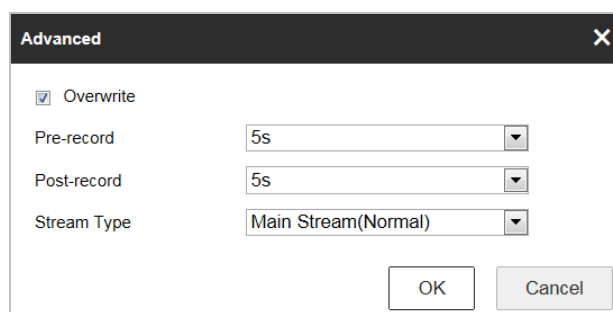 Advanced
Overwrite
Pre-record 5s
Post-record 5s
Stream Type Main Stream(Normal)
OK Cancel